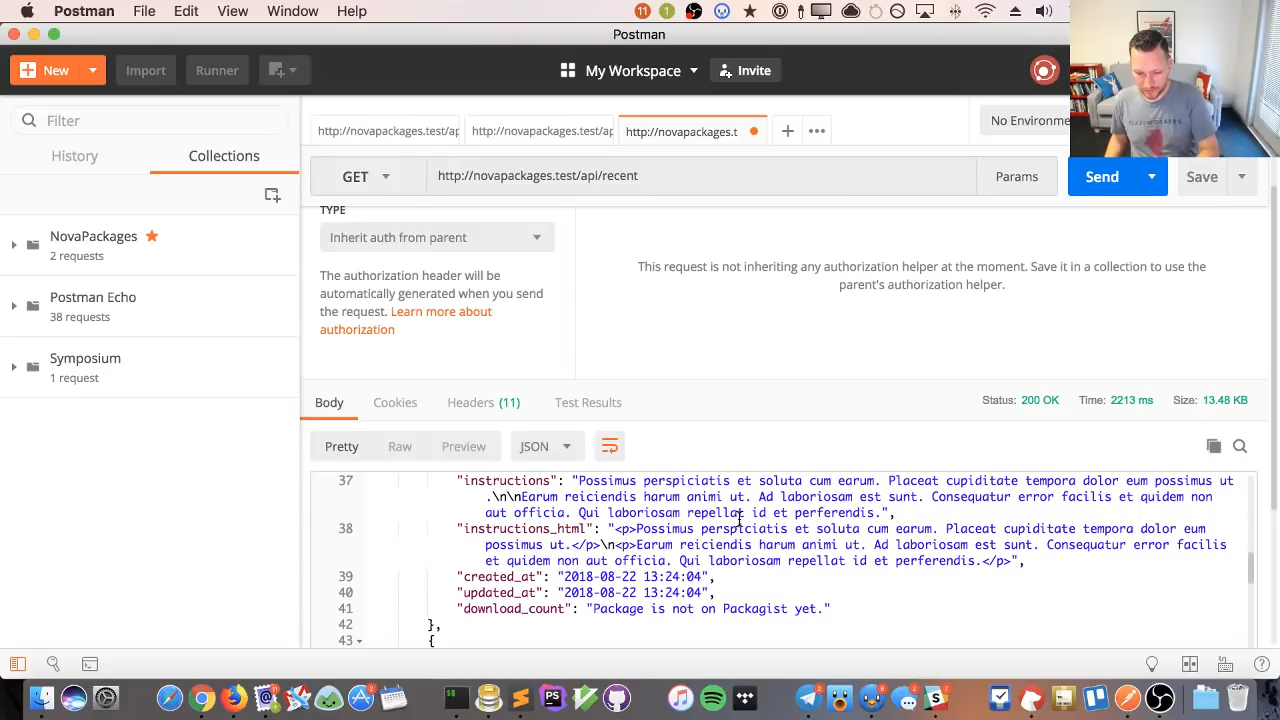 Postman File Edit View Window Help 11 1
Postman
New Import Runner My Workspace Invite
Filter
History Collections
NovaPackages
2 requests
Postman Echo
38 requests
Symposium
1 request
http://novapackages.test/ap http://novapackages.test/ap http://novapackages.t + ••• No Environme
GET http://novapackages.test/api/recent Params Send Save
TYPE
Inherit auth from parent
The authorization header will be
automatically generated when you send
the request. Learn more about
authorization
This request is not inheriting any authorization helper at the moment. Save it in a collection to use the
parent's authorization helper.
Body Cookies Headers (11) Test Results Status: 200 OK Time: 2213 ms Size: 13.48 KB
Pretty Raw Preview JSON
37 "instructions": "Possimus perspiciatis et soluta cum earum. Placeat cupiditate tempora dolor eum possimus ut
.\n\nEarum reiciendis harum animi ut. Ad laboriosam est sunt. Consequatur error facilis et quidem non
aut officia. Qui laboriosam repellat id et perferendis.",
38 "instructions_html": "<p>Possimus perspiciatis et soluta cum earum. Placeat cupiditate tempora dolor eum
possimus ut.</p>\n<p>Earum reiciendis harum animi ut. Ad laboriosam est sunt. Consequatur error facilis
et quidem non aut officia. Qui laboriosam repellat id et perferendis.</p>",
39 "created_at": "2018-08-22 13:24:04",
40 "updated_at": "2018-08-22 13:24:04",
41 "download_count": "Package is not on Packagist yet."
42 },
43 {